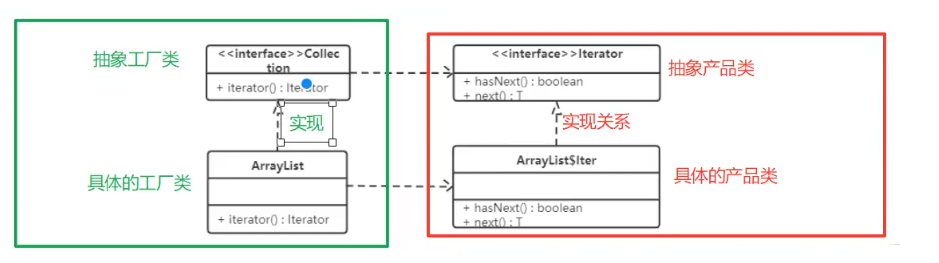 抽象工厂类
<<interface>>Collec
tion
+ iterator() : Iterator
实现
具体的工厂类
ArrayList
+ iterator() : Iterator
<<interface>>Iterator
+ hasNext() : boolean
+ next() : T
抽象产品类
实现关系
ArrayList$Iter
+ hasNext() : boolean
+ next() : T
具体的产品类